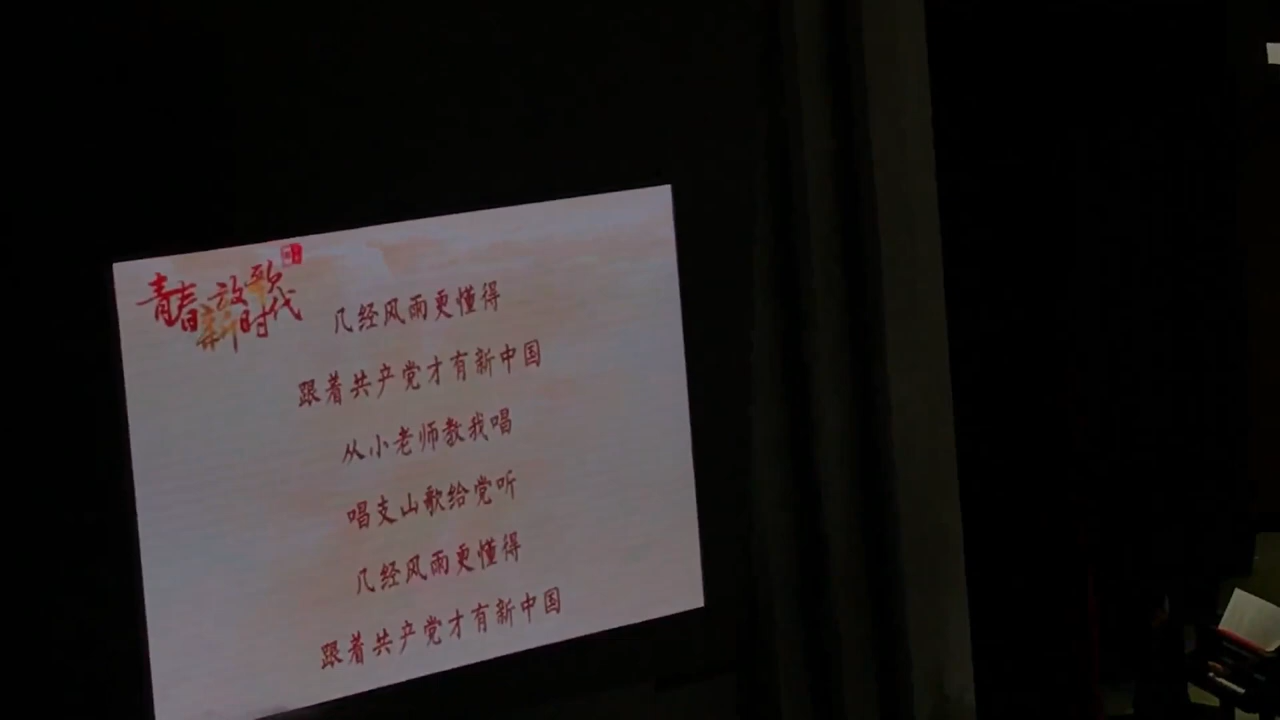 青春放歌
新时代
几经风雨更懂得
跟着共产党才有新中国
从小老师教我唱
唱支山歌给党听
几经风雨更懂得
跟着共产党才有新中国